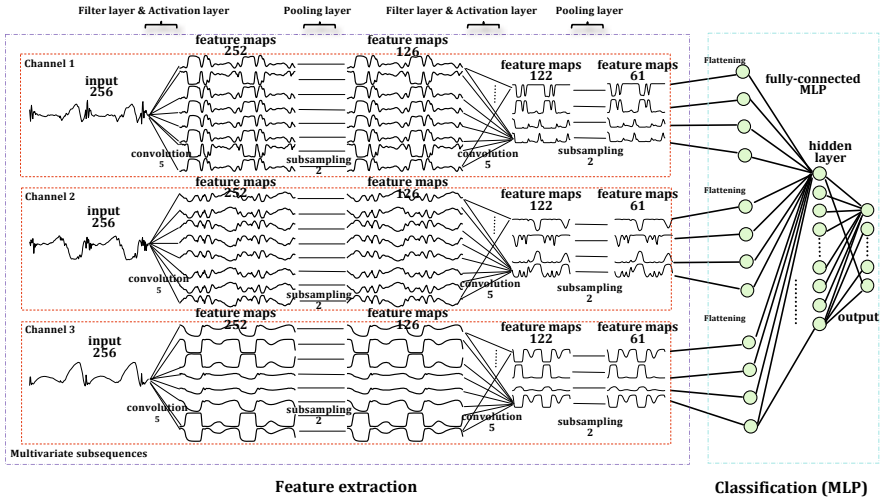 Filter layer & Activation layer
Pooling layer
Filter layer & Activation layer
Pooling layer
Channel 1
input
256
feature maps
252
feature maps
126
feature maps
122
feature maps
61
convolution
5
subsampling
2
convolution
5
subsampling
2
Flattening
fully-connected
MLP
hidden
layer
Channel 2
input
256
feature maps
252
feature maps
126
feature maps
122
feature maps
61
convolution
5
subsampling
2
convolution
5
subsampling
2
Flattening
Channel 3
input
256
feature maps
252
feature maps
126
feature maps
122
feature maps
61
convolution
5
subsampling
2
convolution
5
subsampling
2
Flattening
output
Multivariate subsequences
Feature extraction
Classification (MLP)